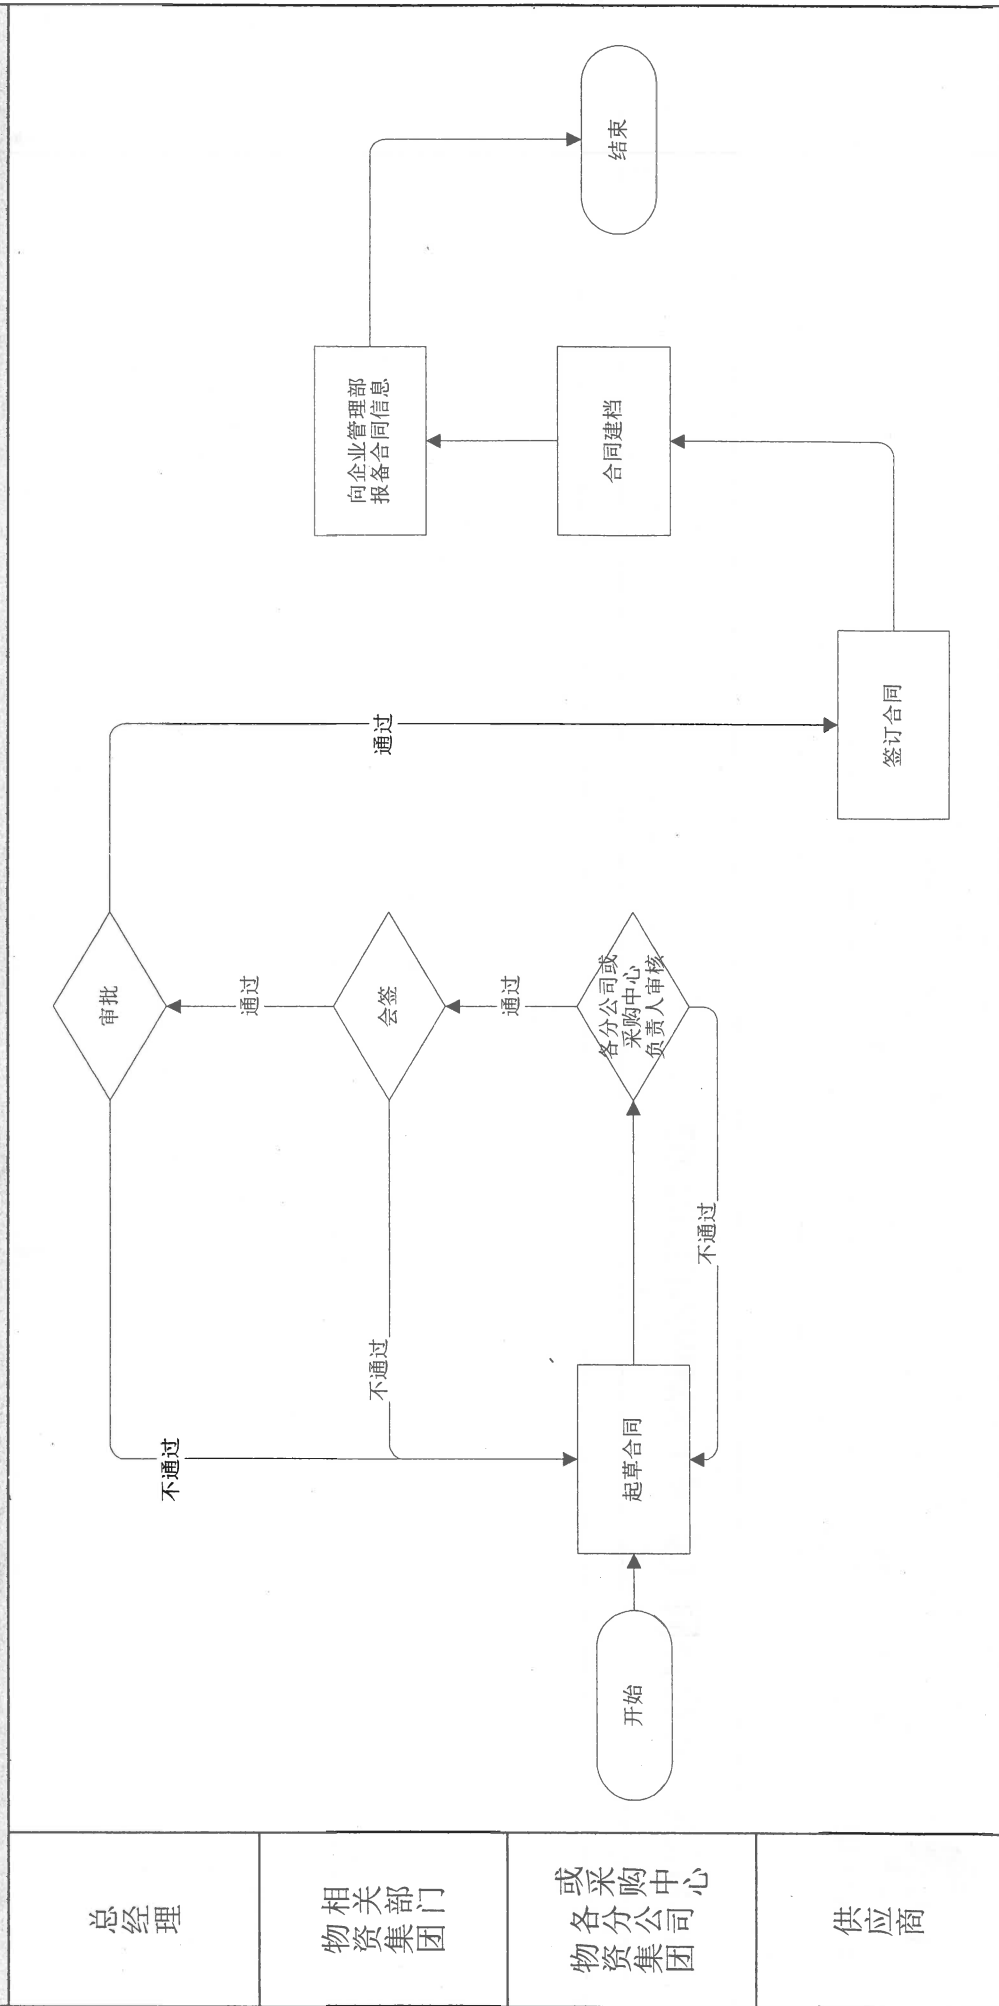 总经理
物资集团
相关部门
物资集团
各分公司
或采购中心
供应商
开始
起草合同
各分公司或
采购中心
负责人审核
不通过
通过
会签
不通过
通过
审批
不通过
通过
签订合同
合同建档
向企业管理部
报备合同信息
结束